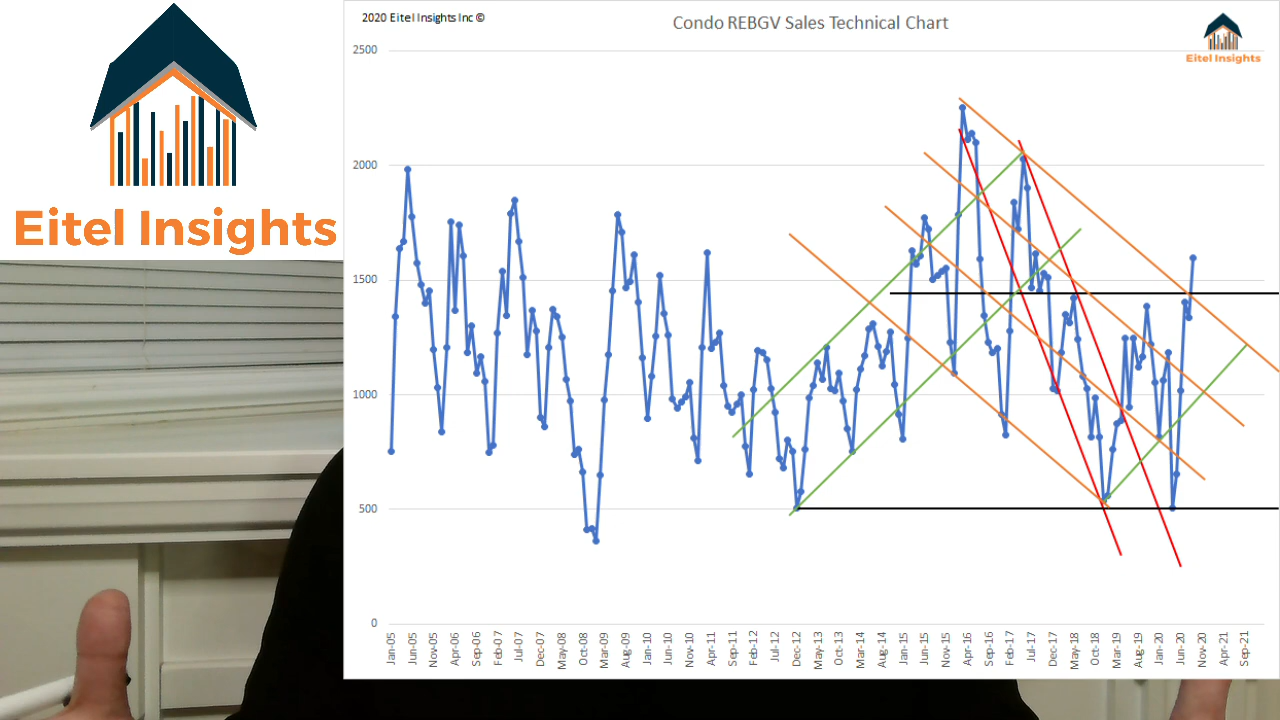 2020 Eitel Insights Inc ©
Condo REBGV Sales Technical Chart
Eitel Insights
Eitel Insights
2500
2000
1500
1000
500
0
Jan-05
Jun-05
Nov-05
Apr-06
Sep-06
Feb-07
Jul-07
Dec-07
May-08
Oct-08
Mar-09
Aug-09
Jan-10
Jun-10
Nov-10
Apr-11
Sep-11
Feb-12
Jul-12
Dec-12
May-13
Oct-13
Mar-14
Aug-14
Jan-15
Jun-15
Nov-15
Apr-16
Sep-16
Feb-17
Jul-17
Dec-17
May-18
Oct-18
Mar-19
Aug-19
Jan-20
Jun-20
Nov-20
Apr-21
Sep-21